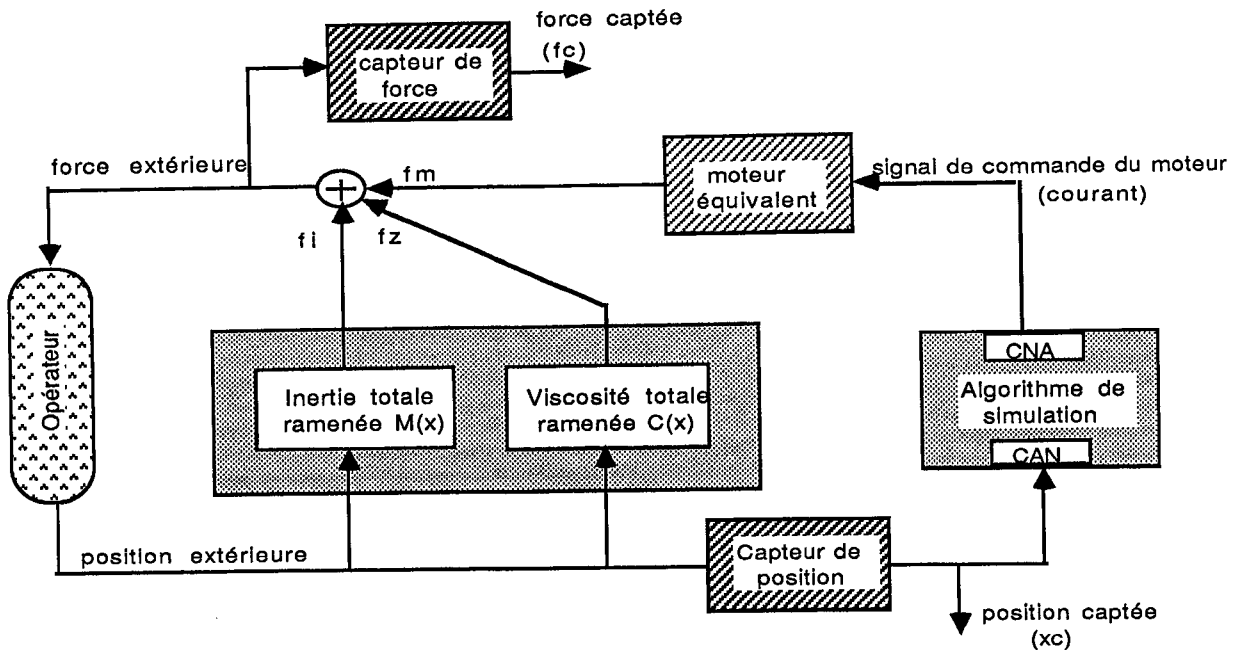 force captée
(fc)
capteur de
force
force extérieure
fm
moteur
équivalent
signal de commande du moteur
(courant)
+
fi
fz
Opérateur
Inertie totale
ramenée M(x)
Viscosité totale
ramenée C(x)
CNA
Algorithme de
simulation
CAN
position extérieure
Capteur de
position
position captée
(xc)